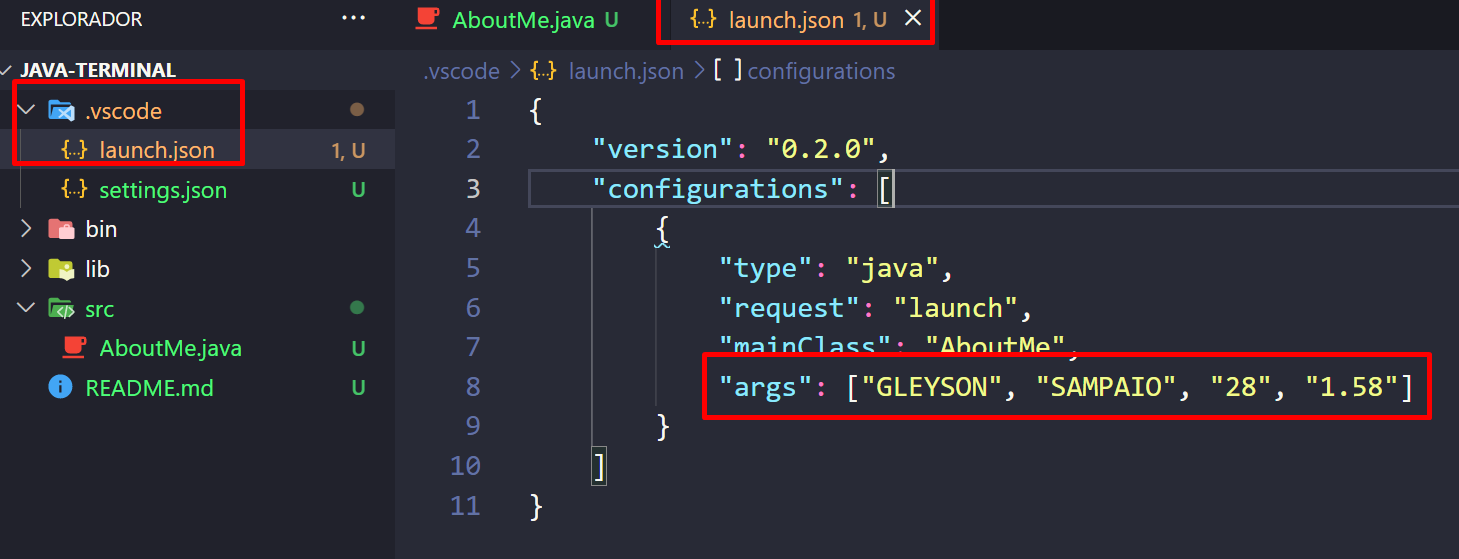 EXPLORADOR ···
JAVA-TERMINAL
.vscode
launch.json 1, U
settings.json U
bin
lib
src
AboutMe.java U
README.md U
AboutMe.java U
launch.json 1, U
.vscode > launch.json > [ ] configurations
1 {
2 "version": "0.2.0",
3 "configurations": [
4 {
5 "type": "java",
6 "request": "launch",
7 "mainClass": "AboutMe",
8 "args": ["GLEYSON", "SAMPAIO", "28", "1.58"]
9 }
10 ]
11 }